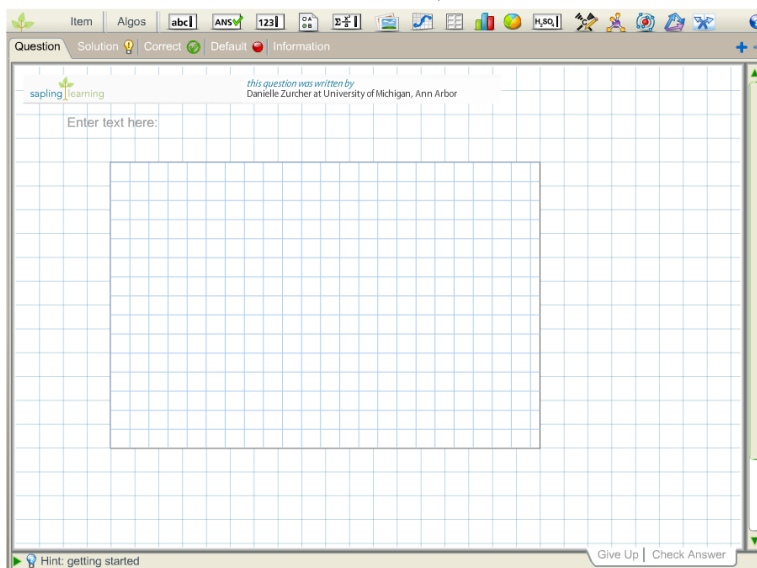 Item Algos abc ANS 123 Σ H₂SO₄
Question Solution Correct Default Information
sapling learning
this question was written by
Danielle Zurcher at University of Michigan, Ann Arbor
Enter text here:
Hint: getting started
Give Up Check Answer